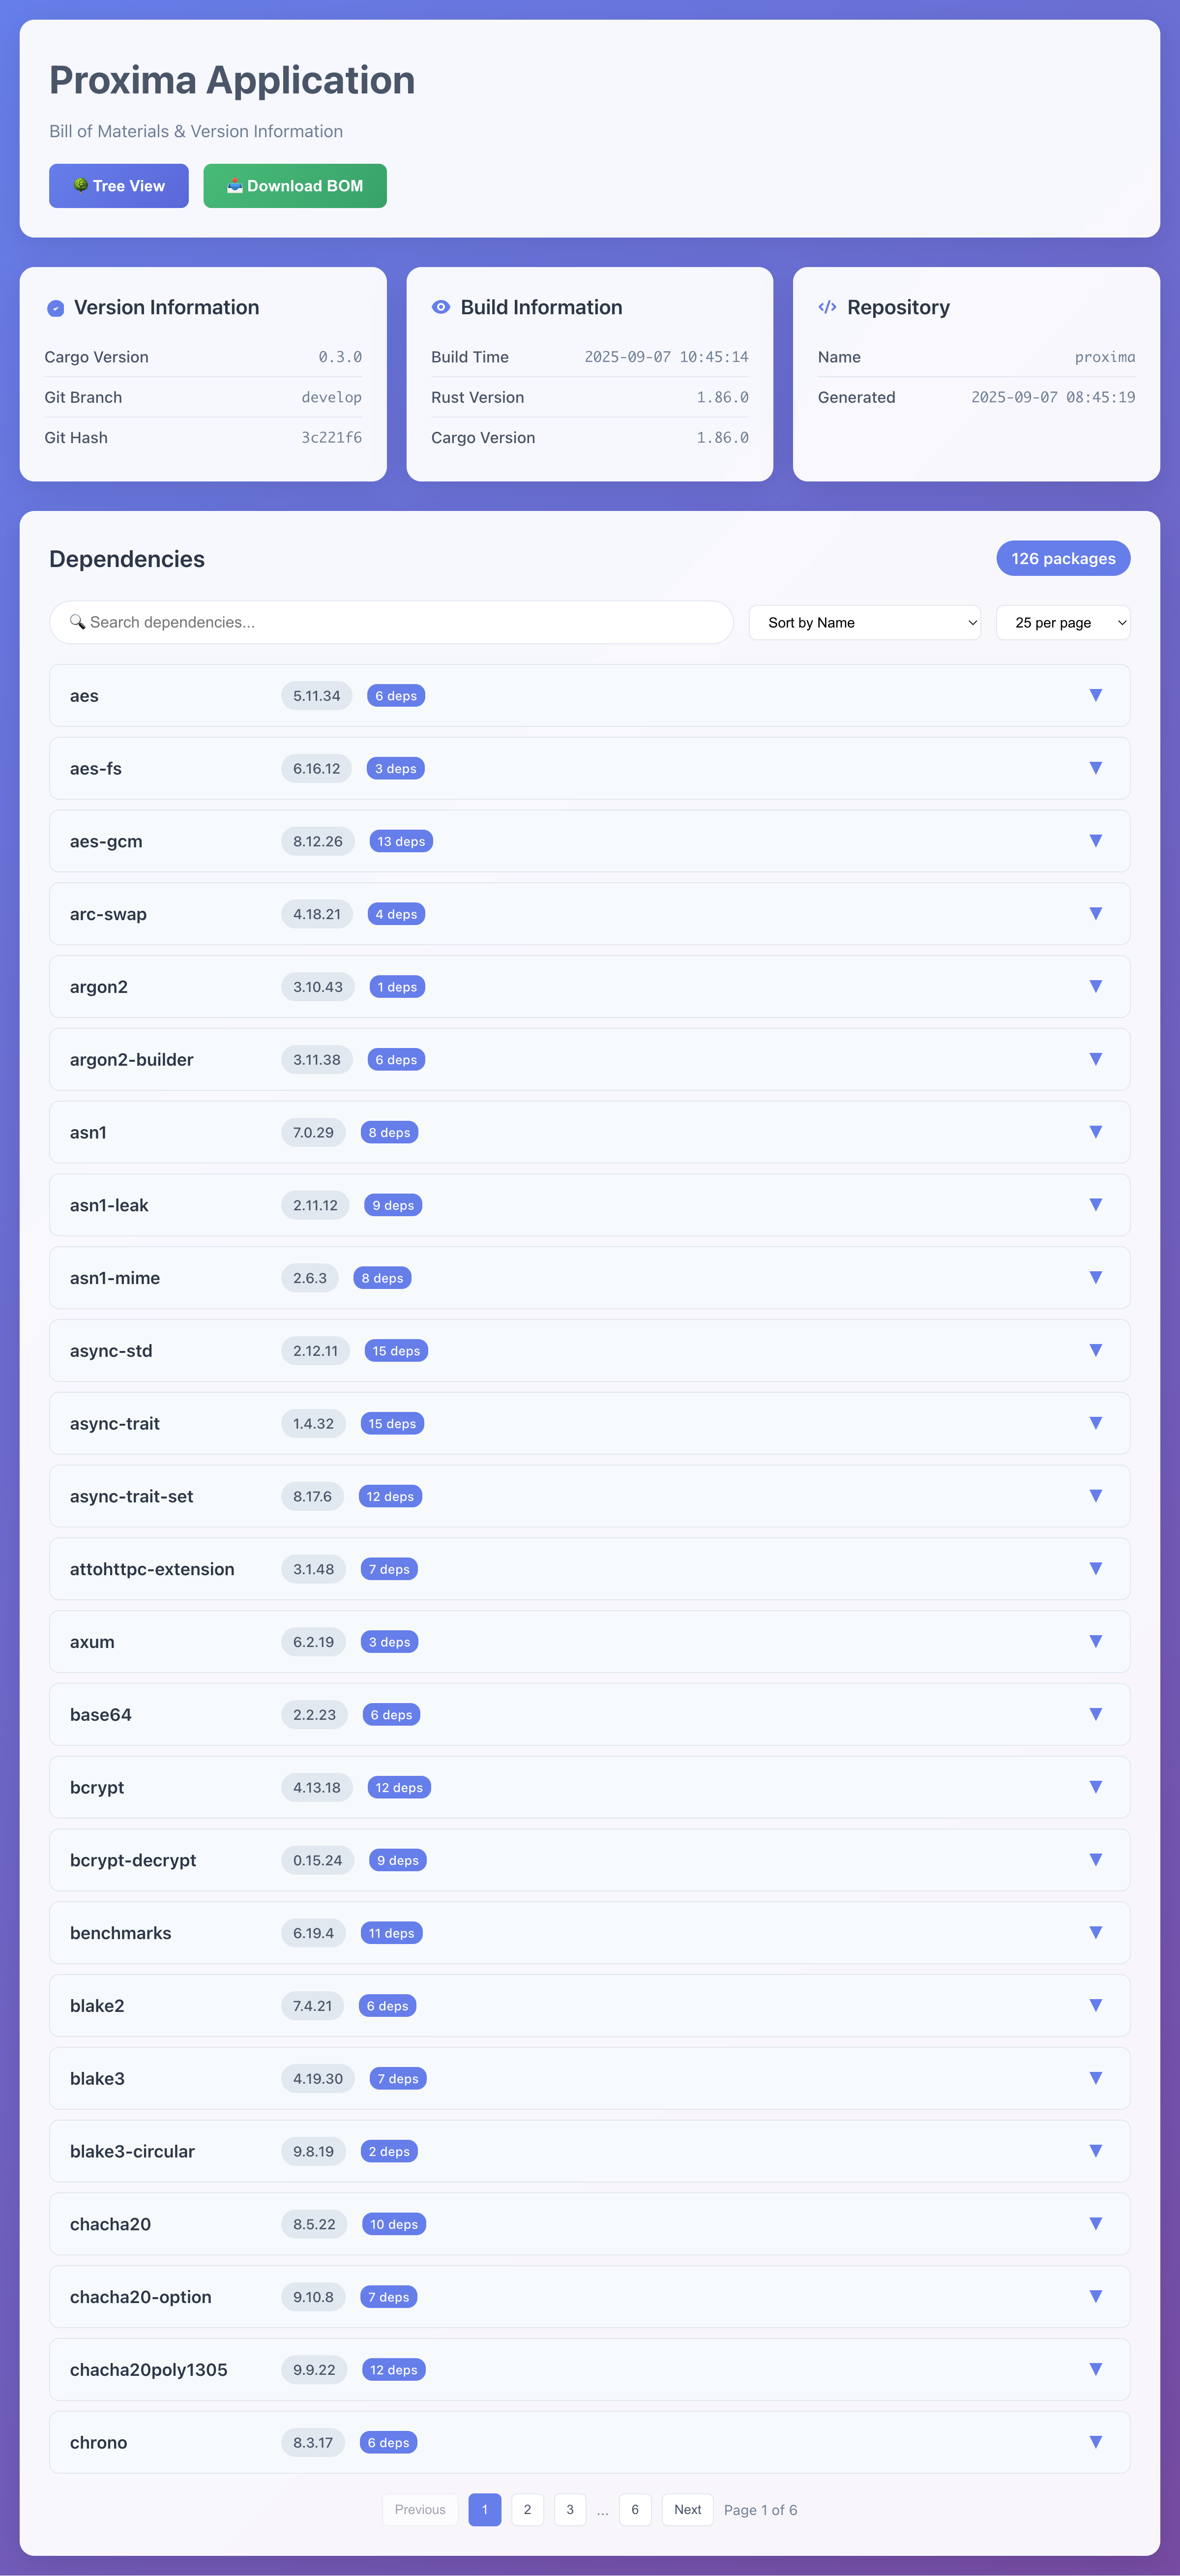 Proxima Application
Bill of Materials & Version Information
Tree View
Download BOM
Version Information
Cargo Version 0.3.0
Git Branch develop
Git Hash 3c221f6
Build Information
Build Time 2025-09-07 10:45:14
Rust Version 1.86.0
Cargo Version 1.86.0
Repository
Name proxima
Generated 2025-09-07 08:45:19
Dependencies 126 packages
Search dependencies... Sort by Name 25 per page
aes 5.11.34 6 deps
aes-fs 6.16.12 3 deps
aes-gcm 8.12.26 13 deps
arc-swap 4.18.21 4 deps
argon2 3.10.43 1 deps
argon2-builder 3.11.38 6 deps
asn1 7.0.29 8 deps
asn1-leak 2.11.12 9 deps
asn1-mime 2.6.3 8 deps
async-std 2.12.11 15 deps
async-trait 1.4.32 15 deps
async-trait-set 8.17.6 12 deps
attohttpc-extension 3.1.48 7 deps
axum 6.2.19 3 deps
base64 2.2.23 6 deps
bcrypt 4.13.18 12 deps
bcrypt-decrypt 0.15.24 9 deps
benchmarks 6.19.4 11 deps
blake2 7.4.21 6 deps
blake3 4.19.30 7 deps
blake3-circular 9.8.19 2 deps
chacha20 8.5.22 10 deps
chacha20-option 9.10.8 7 deps
chacha20poly1305 9.9.22 12 deps
chrono 8.3.17 6 deps
Previous 1 2 3 ... 6 Next Page 1 of 6